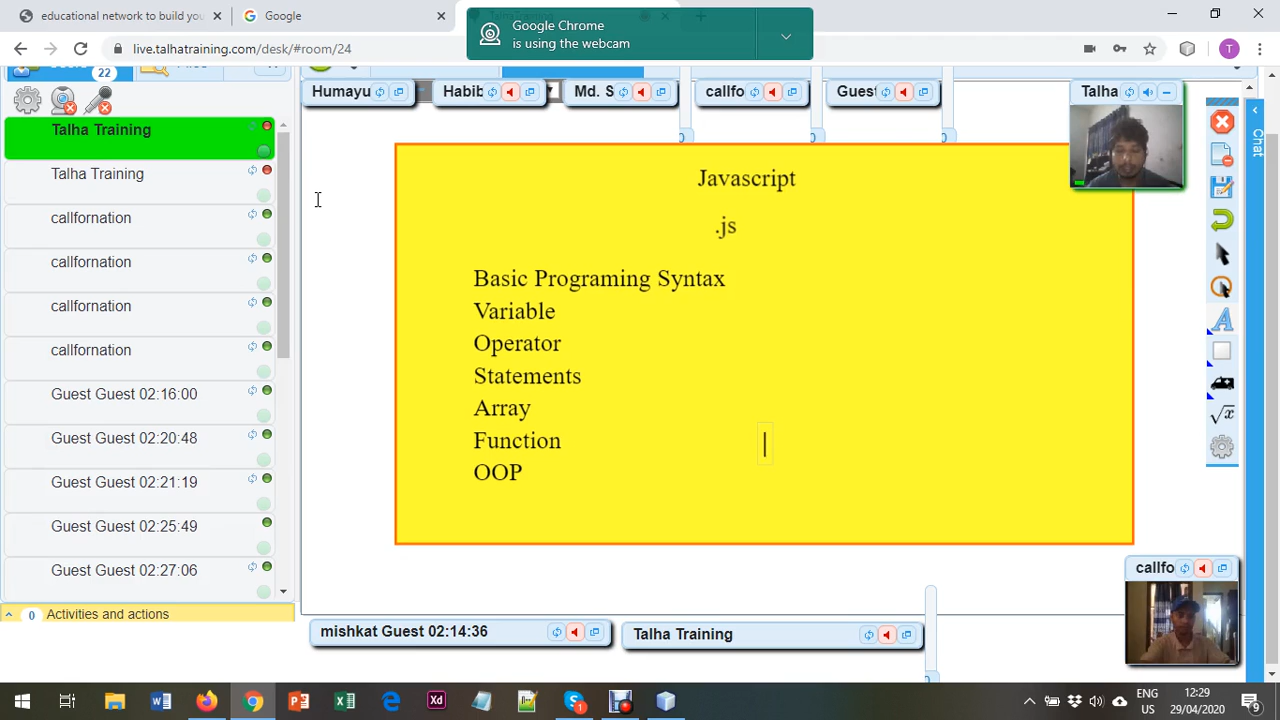 educational network to build you
Google
Google Chrome
is using the webcam
live.talhatraining.com/desk/#room/24
T
22
Humayu
Habib
Md. S
callfo
Guest
Talha
Talha Training
Talha Training
callfornation
callfornation
callfornation
callfornation
Guest Guest 02:16:00
Guest Guest 02:20:48
Guest Guest 02:21:19
Guest Guest 02:25:49
Guest Guest 02:27:06
0 Activities and actions
Javascript
.js
Basic Programing Syntax
Variable
Operator
Statements
Array
Function
OOP
Chat
callfo
mishkat Guest 02:14:36
Talha Training
ENG
US
12:29
29/04/2020